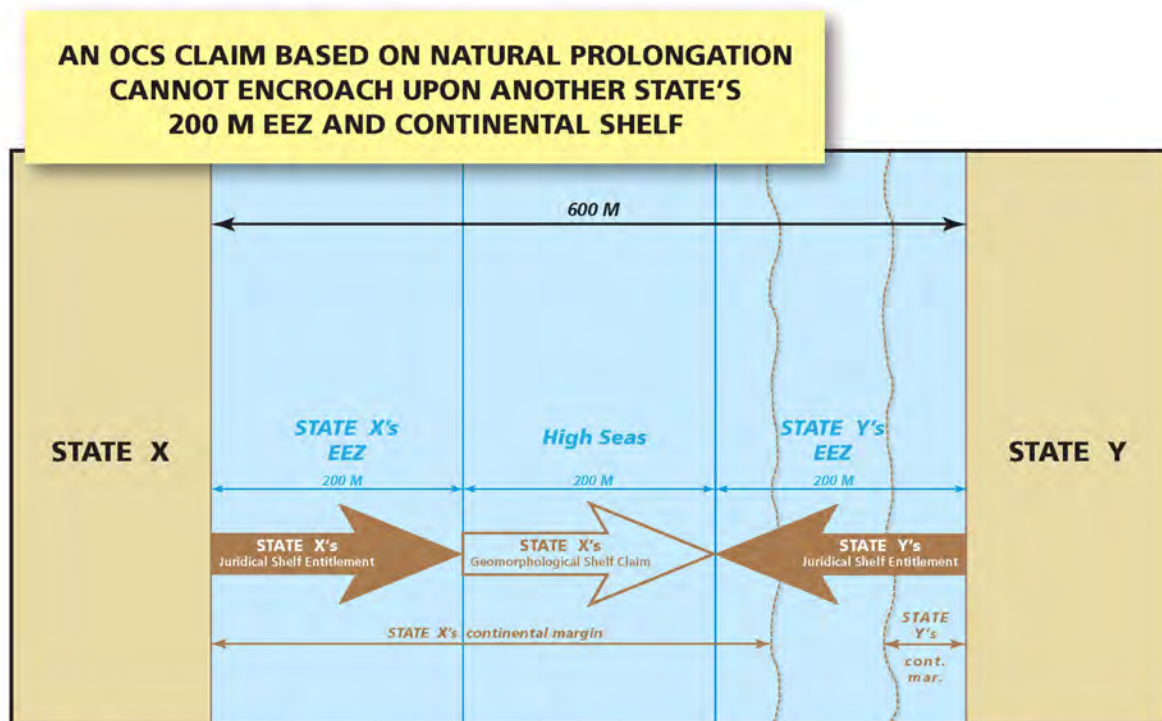 AN OCS CLAIM BASED ON NATURAL PROLONGATION
CANNOT ENCROACH UPON ANOTHER STATE'S
200 M EEZ AND CONTINENTAL SHELF
600 M
STATE X
STATE X's
EEZ
High Seas
STATE Y's
EEZ
STATE Y
200 M
200 M
200 M
STATE X's
Juridical Shelf Entitlement
STATE X's
Geomorphological Shelf Claim
STATE Y's
Juridical Shelf Entitlement
STATE X's continental margin
STATE
Y's
cont.
mar.